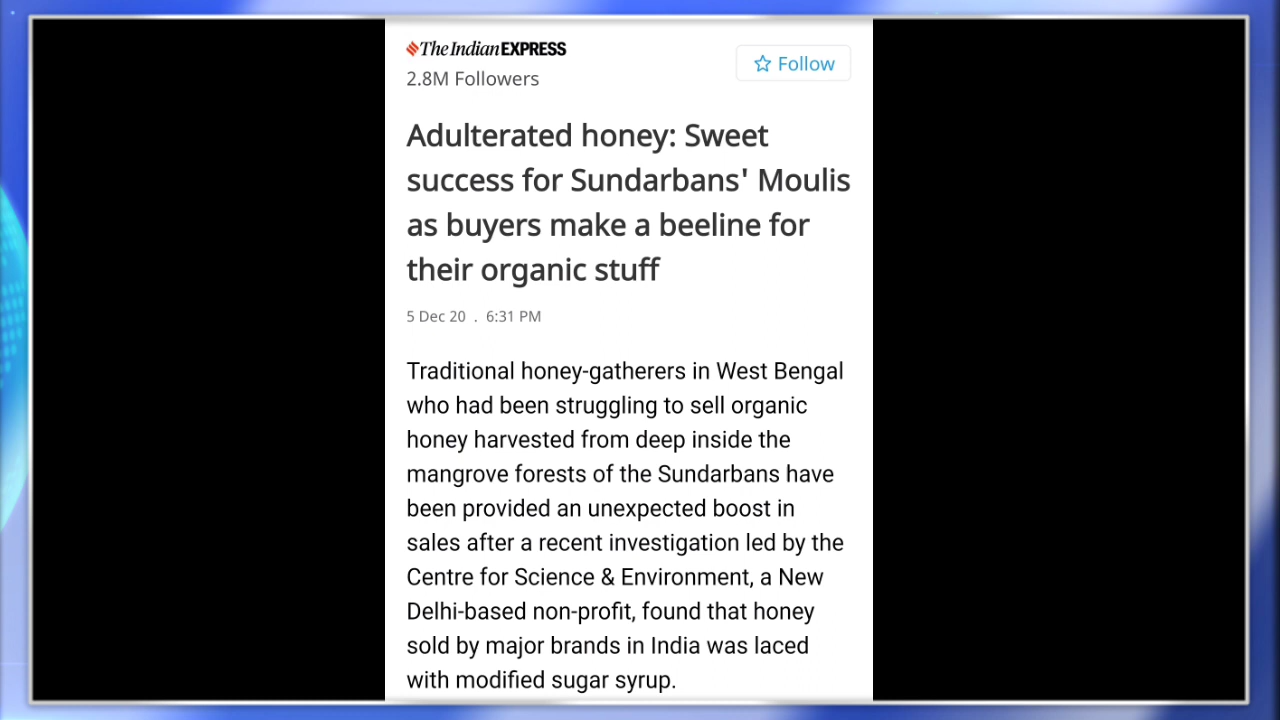 The Indian EXPRESS
2.8M Followers
Follow
Adulterated honey: Sweet
success for Sundarbans' Moulis
as buyers make a beeline for
their organic stuff
5 Dec 20 . 6:31 PM
Traditional honey-gatherers in West Bengal
who had been struggling to sell organic
honey harvested from deep inside the
mangrove forests of the Sundarbans have
been provided an unexpected boost in
sales after a recent investigation led by the
Centre for Science & Environment, a New
Delhi-based non-profit, found that honey
sold by major brands in India was laced
with modified sugar syrup.